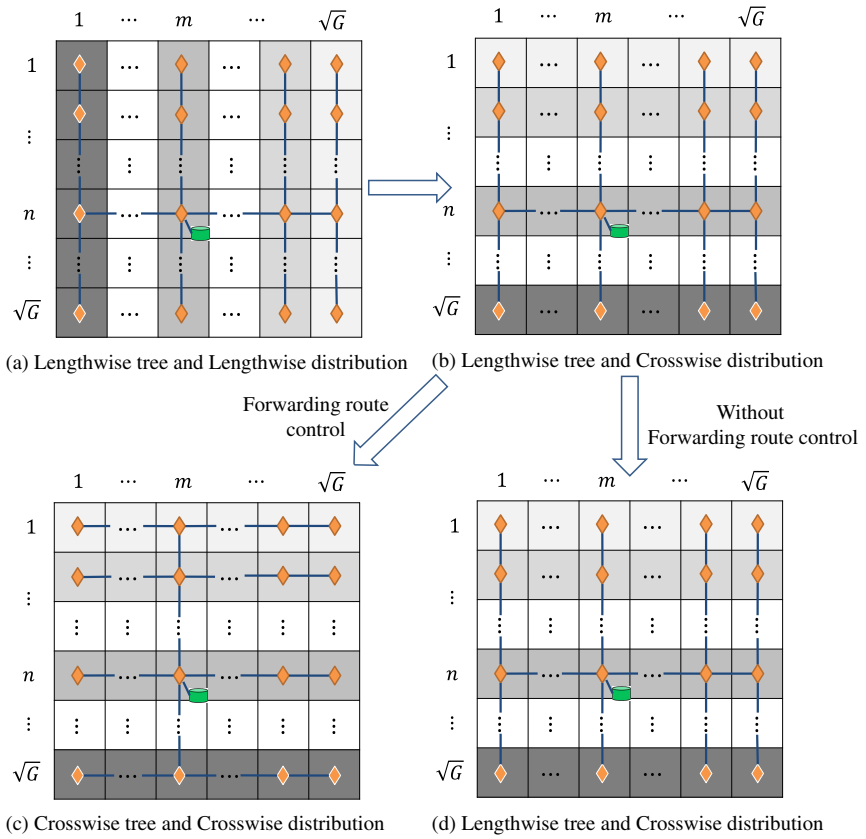 1 ⋯ m ⋯ √G
1 ⋯ m ⋯ √G
1
⋮
n
⋮
√G
1
⋮
n
⋮
√G
(a) Lengthwise tree and Lengthwise distribution
(b) Lengthwise tree and Crosswise distribution
Forwarding route
control
Without
Forwarding route control
1 ⋯ m ⋯ √G
1 ⋯ m ⋯ √G
1
⋮
n
⋮
√G
1
⋮
n
⋮
√G
(c) Crosswise tree and Crosswise distribution
(d) Lengthwise tree and Crosswise distribution